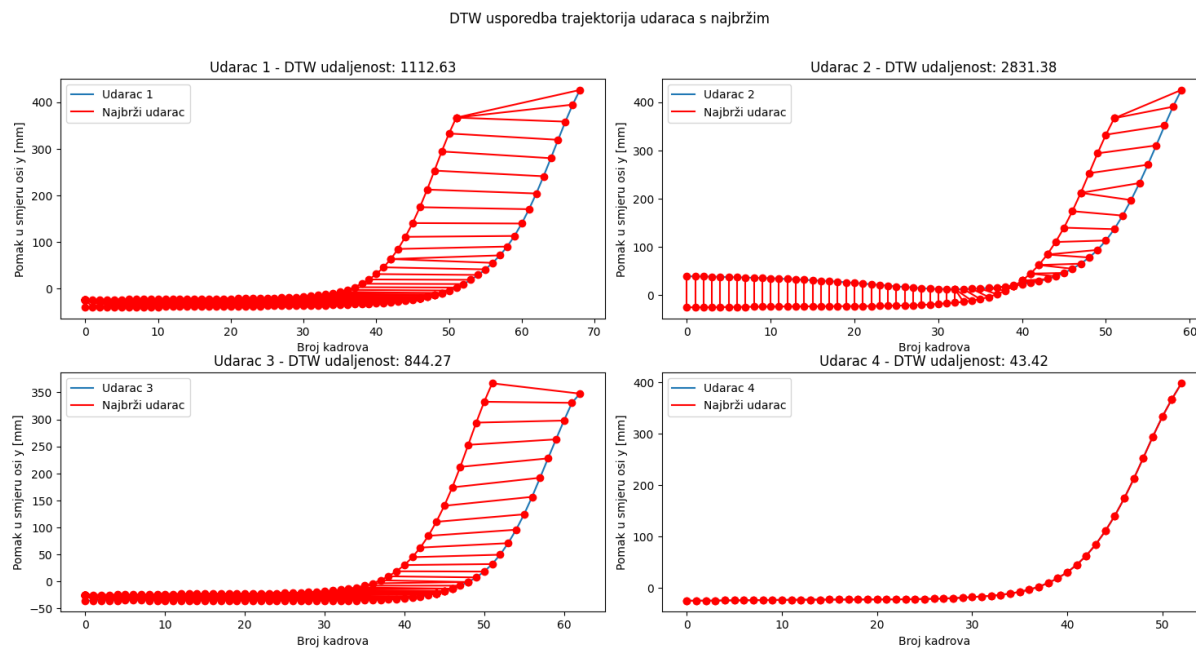 DTW usporedba trajektorija udaraca s najbržim
Udarac 1 - DTW udaljenost: 1112.63
Udarac 1
Najbrži udarac
Pomak u smjeru osi y [mm]
400
300
200
100
0
0 10 20 30 40 50 60 70
Broj kadrova
Udarac 2 - DTW udaljenost: 2831.38
Udarac 2
Najbrži udarac
Pomak u smjeru osi y [mm]
400
300
200
100
0
0 10 20 30 40 50 60
Broj kadrova
Udarac 3 - DTW udaljenost: 844.27
Udarac 3
Najbrži udarac
Pomak u smjeru osi y [mm]
350
300
250
200
150
100
50
0
−50
0 10 20 30 40 50 60
Broj kadrova
Udarac 4 - DTW udaljenost: 43.42
Udarac 4
Najbrži udarac
Pomak u smjeru osi y [mm]
400
300
200
100
0
0 10 20 30 40 50
Broj kadrova